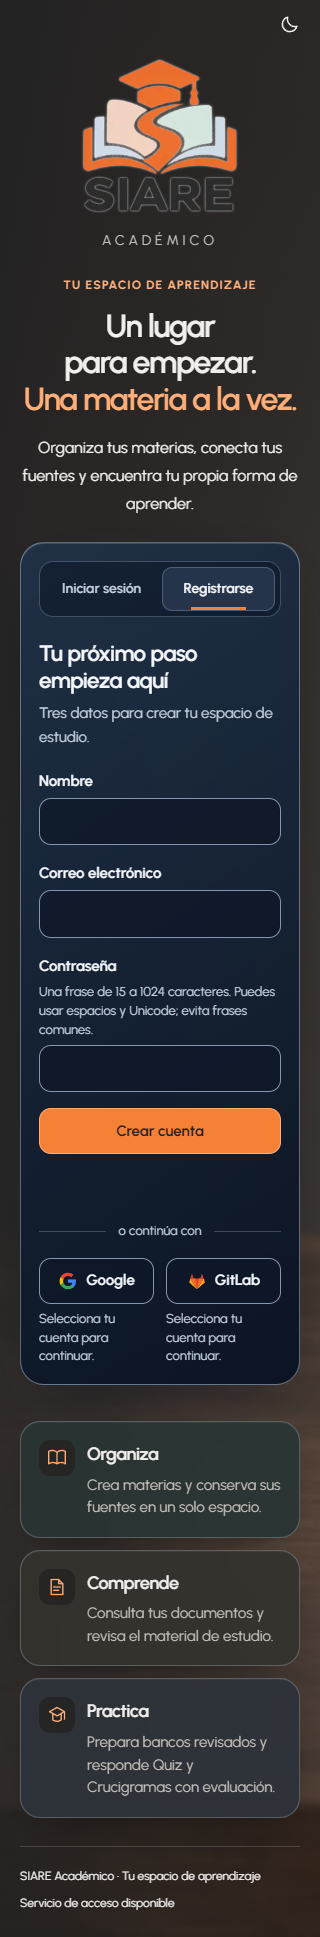 SIARE
ACADÉMICO
TU ESPACIO DE APRENDIZAJE
Un lugar
para empezar.
Una materia a la vez.
Organiza tus materias, conecta tus
fuentes y encuentra tu propia forma de
aprender.
Iniciar sesión
Registrarse
Tu próximo paso
empieza aquí
Tres datos para crear tu espacio de
estudio.
Nombre
Correo electrónico
Contraseña
Una frase de 15 a 1024 caracteres. Puedes
usar espacios y Unicode; evita frases
comunes.
Crear cuenta
o continúa con
Google
GitLab
Selecciona tu
cuenta para
continuar.
Selecciona tu
cuenta para
continuar.
Organiza
Crea materias y conserva sus
fuentes en un solo espacio.
Comprende
Consulta tus documentos y
revisa el material de estudio.
Practica
Prepara bancos revisados y
responde Quiz y
Crucigramas con evaluación.
SIARE Académico · Tu espacio de aprendizaje
Servicio de acceso disponible